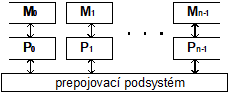 M0 M1 . . . Mn-1
P0 P1 Pn-1
prepojovací podsystém